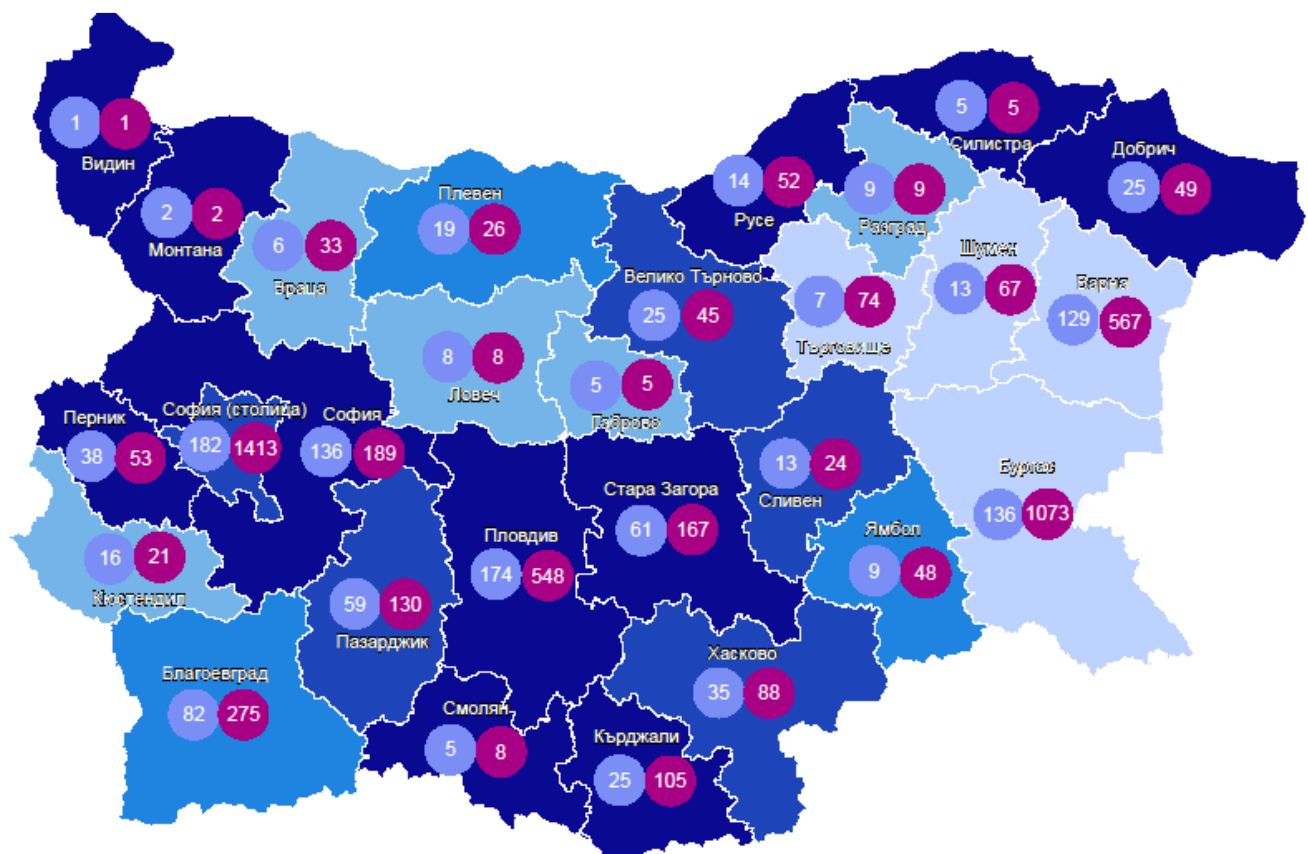 5 5
Силистра
Добрич
25 49
1 1
Видин
14 52
Русе
9 9
Разград
2 2
Монтана
Плевен
19 26
6 33
Враца
Шумен
13 67
Варна
129 567
Велико Търново
25 45
7 74
Търговище
8 8
Ловеч
5 5
Габрово
Перник
38 53
София (столица)
182 1413
София
136 189
13 24
Сливен
Бургас
136 1073
Стара Загора
61 167
Ямбол
9 48
16 21
Кюстендил
Пловдив
174 548
59 130
Пазарджик
Хасково
35 88
Благоевград
82 275
Смолян
5 8
Кърджали
25 105